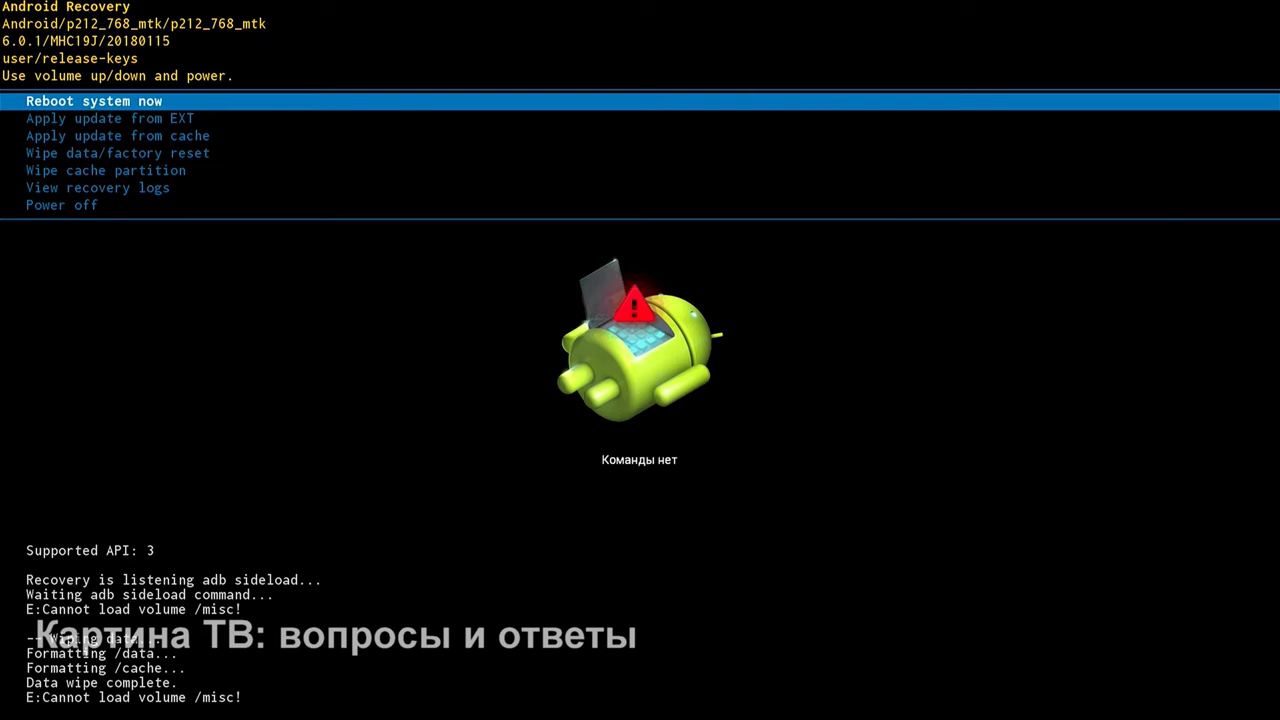 Android Recovery
Android/p212_768_mtk/p212_768_mtk
6.0.1/MHC19J/20180115
user/release-keys
Use volume up/down and power.
Reboot system now
Apply update from EXT
Apply update from cache
Wipe data/factory reset
Wipe cache partition
View recovery logs
Power off
Команды нет
Supported API: 3
Recovery is listening adb sideload...
Waiting adb sideload command...
E:Cannot load volume /misc!
-- Wiping data...
Картина ТВ: вопросы и ответы
Formatting /data...
Formatting /cache...
Data wipe complete.
E:Cannot load volume /misc!